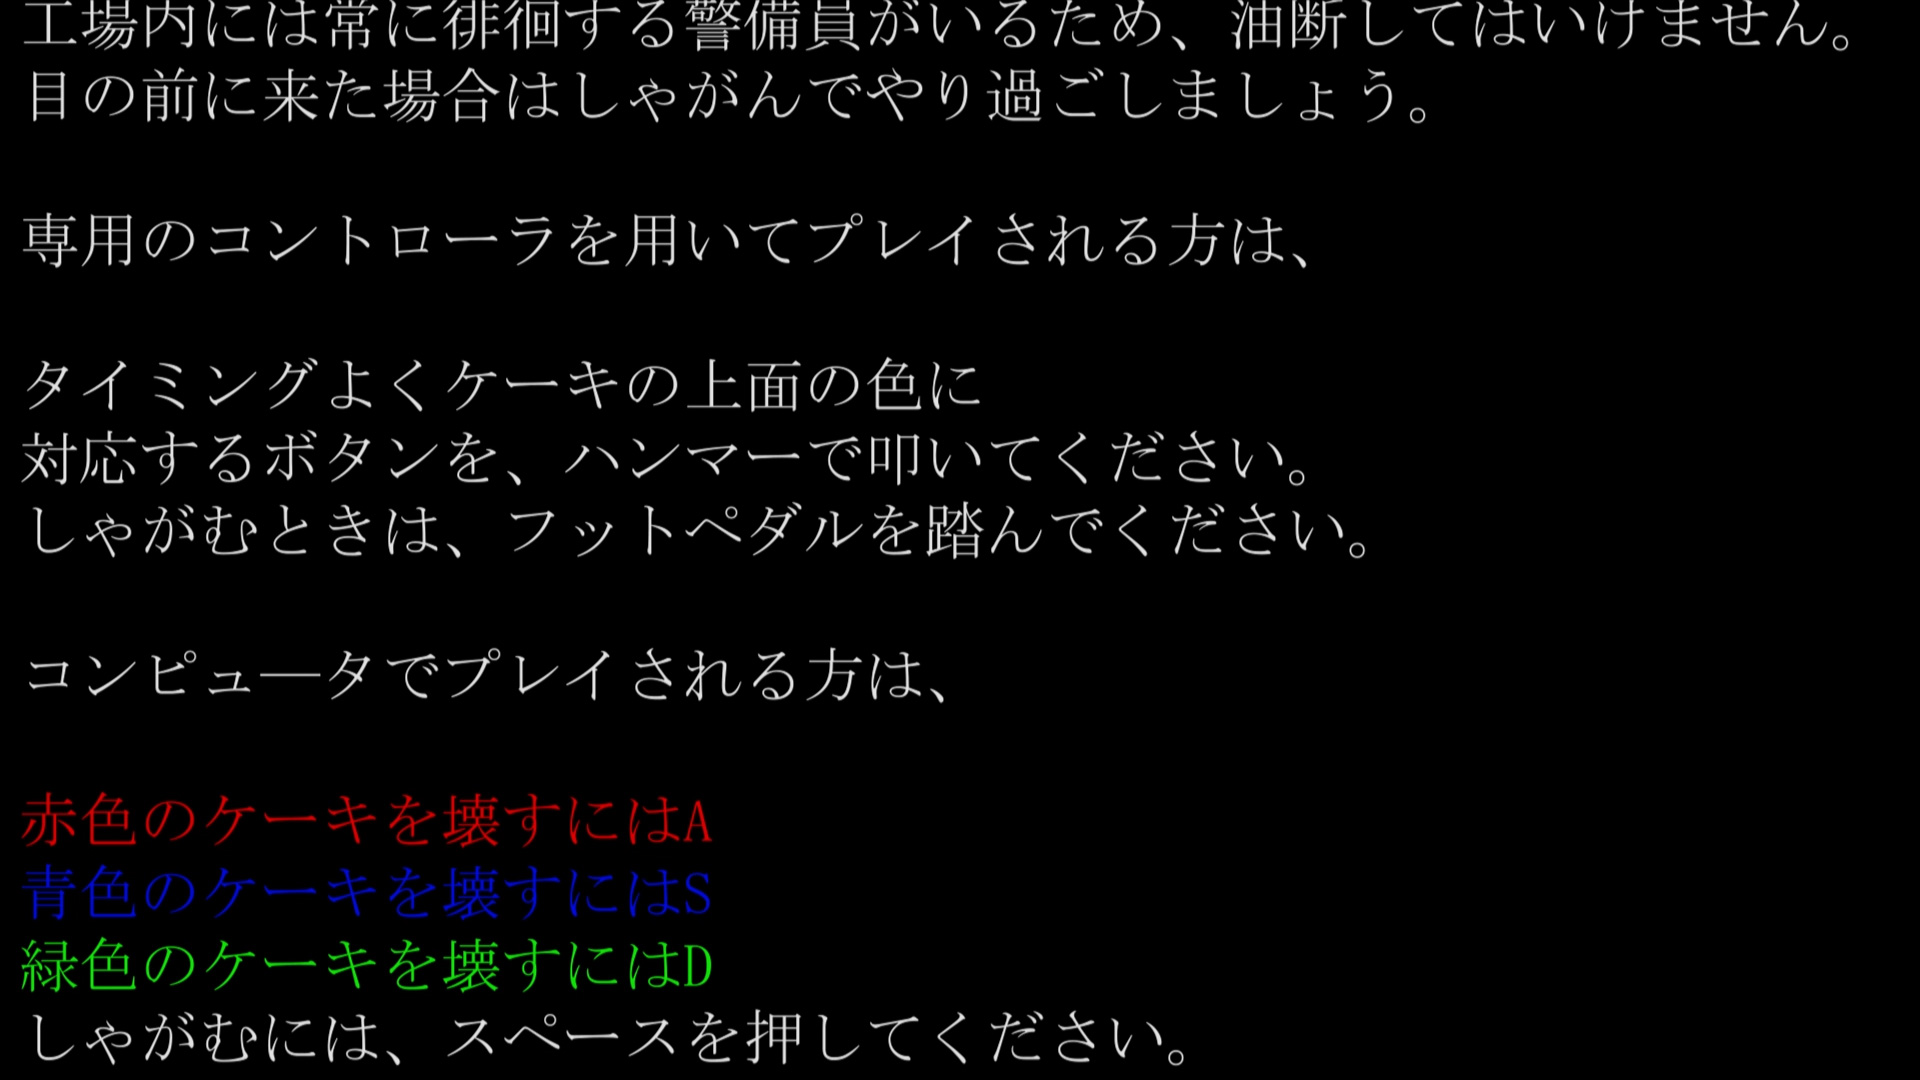 工場内には常に徘徊する警備員がいるため、油断してはいけません。
目の前に来た場合はしゃがんでやり過ごしましょう。
専用のコントローラを用いてプレイされる方は、
タイミングよくケーキの上面の色に
対応するボタンを、ハンマーで叩いてください。
しゃがむときは、フットペダルを踏んでください。
コンピュ―タでプレイされる方は、
赤色のケーキを壊すにはA
青色のケーキを壊すにはS
緑色のケーキを壊すにはD
しゃがむには、スペースを押してください。